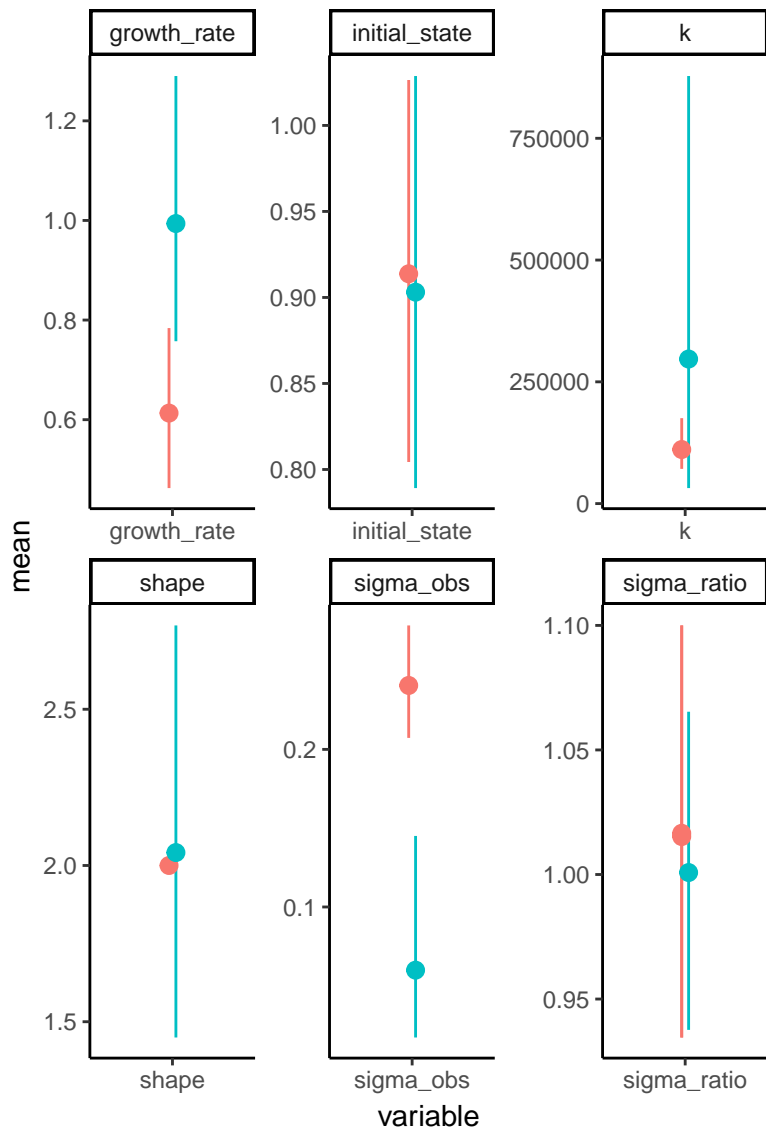 growth_rate
initial_state
k
1.2
1.0
0.8
0.6
1.00
0.95
0.90
0.85
0.80
750000
500000
250000
0
growth_rate
initial_state
k
mean
shape
sigma_obs
sigma_ratio
2.5
2.0
1.5
0.2
0.1
1.10
1.05
1.00
0.95
shape
sigma_obs
sigma_ratio
variable